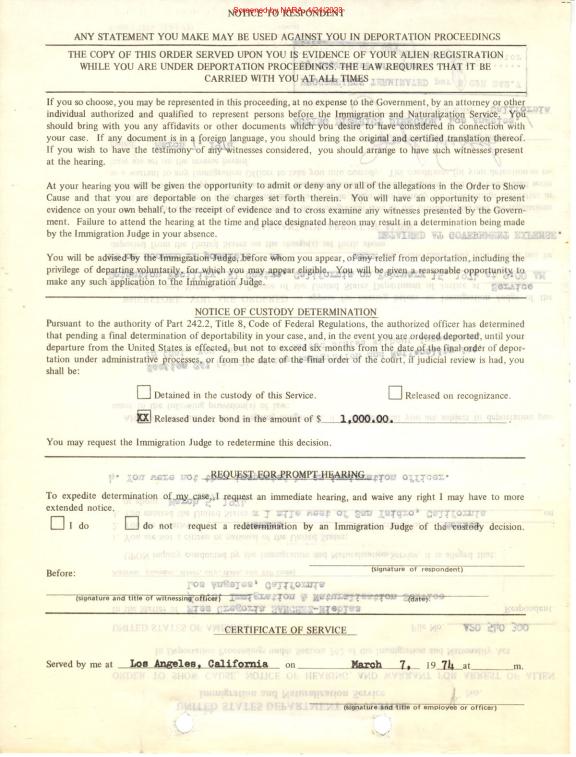 Screened by NARA, 4/24/2023
NOTICE TO RESPONDENT
ANY STATEMENT YOU MAKE MAY BE USED AGAINST YOU IN DEPORTATION PROCEEDINGS
THE COPY OF THIS ORDER SERVED UPON YOU IS EVIDENCE OF YOUR ALIEN REGISTRATION
WHILE YOU ARE UNDER DEPORTATION PROCEEDINGS. THE LAW REQUIRES THAT IT BE
CARRIED WITH YOU AT ALL TIMES
If you so choose, you may be represented in this proceeding, at no expense to the Government, by an attorney or other
individual authorized and qualified to represent persons before the Immigration and Naturalization Service. You
should bring with you any affidavits or other documents which you desire to have considered in connection with
your case. If any document is in a foreign language, you should bring the original and certified translation thereof.
If you wish to have the testimony of any witnesses considered, you should arrange to have such witnesses present
at the hearing.
At your hearing you will be given the opportunity to admit or deny any or all of the allegations in the Order to Show
Cause and that you are deportable on the charges set forth therein. You will have an opportunity to present
evidence on your own behalf, to the receipt of evidence and to cross examine any witnesses presented by the Govern-
ment. Failure to attend the hearing at the time and place designated hereon may result in a determination being made
by the Immigration Judge in your absence.
You will be advised by the Immigration Judge, before whom you appear, of any relief from deportation, including the
privilege of departing voluntarily, for which you may appear eligible. You will be given a reasonable opportunity to
make any such application to the Immigration Judge.
NOTICE OF CUSTODY DETERMINATION
Pursuant to the authority of Part 242.2, Title 8, Code of Federal Regulations, the authorized officer has determined
that pending a final determination of deportability in your case, and, in the event you are ordered deported, until your
departure from the United States is effected, but not to exceed six months from the date of the final order of depor-
tation under administrative processes, or from the date of the final order of the court, if judicial review is had, you
shall be:
Detained in the custody of this Service. Released on recognizance.
XX Released under bond in the amount of $ 1,000.00.
You may request the Immigration Judge to redetermine this decision.
REQUEST FOR PROMPT HEARING
To expedite determination of my case, I request an immediate hearing, and waive any right I may have to more
extended notice.
I do do not request a redetermination by an Immigration Judge of the custody decision.
(signature of respondent)
Before:
(signature and title of witnessing officer) (date)
CERTIFICATE OF SERVICE
Served by me at Los Angeles, California on March 7, 1974 at m.
(signature and title of employee or officer)